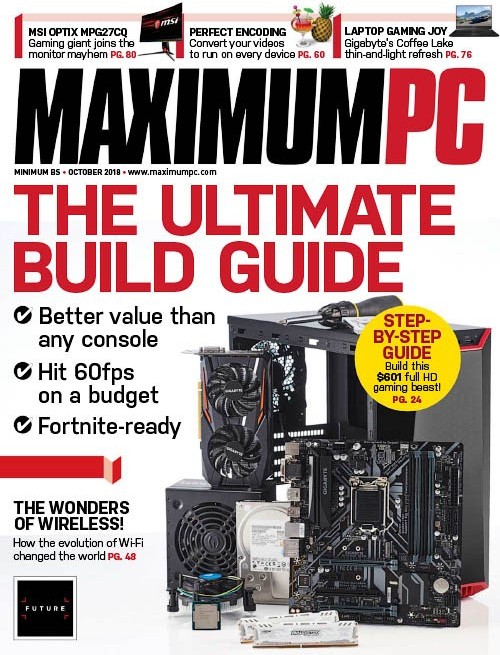 MSI OPTIX MPG27CQ
Gaming giant joins the
monitor mayhem PG. 80
PERFECT ENCODING
Convert your videos
to run on every device PG. 60
LAPTOP GAMING JOY
Gigabyte's Coffee Lake
thin-and-light refresh PG. 76
msi
MAXIMUMPC
MINIMUM BS • OCTOBER 2018 • www.maximumpc.com
THE ULTIMATE
BUILD GUIDE
Better value than
any console
Hit 60fps
on a budget
Fortnite-ready
STEP-
BY-STEP
GUIDE
Build this
$601 full HD
gaming beast!
PG. 24
GIGABYTE
GIGABYTE
THE WONDERS
OF WIRELESS!
How the evolution of Wi-Fi
changed the world PG. 48
FUTURE